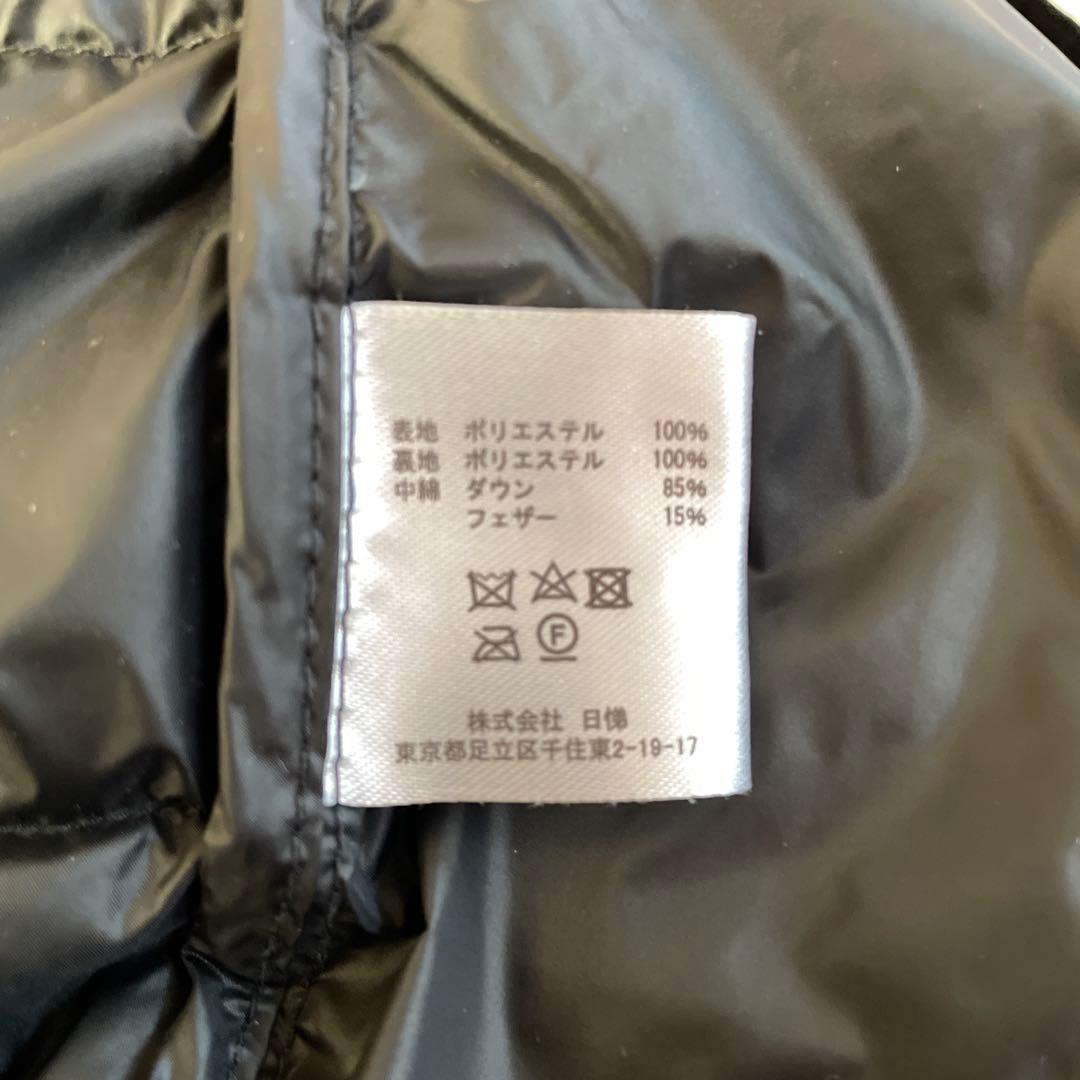 表地 ポリエステル 100%
裏地 ポリエステル 100%
中綿 ダウン 85%
フェザー 15%
F
株式会社 日悌
東京都足立区千住東2-19-17